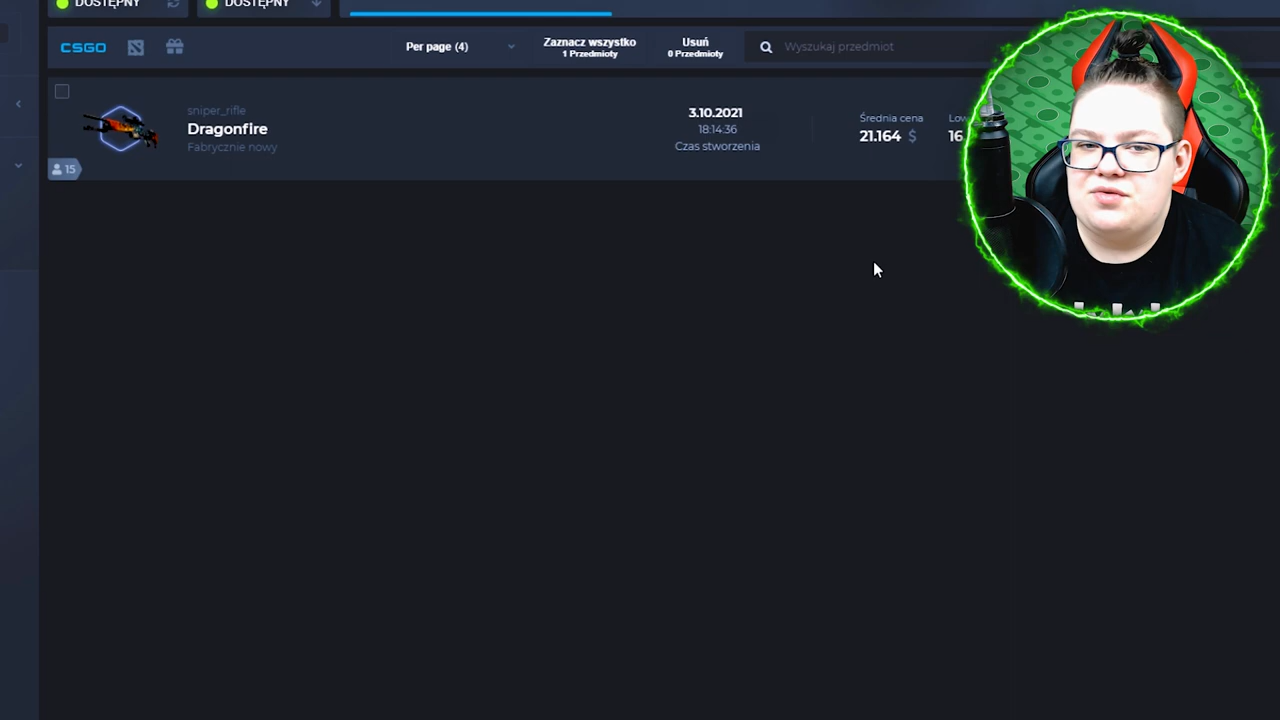 DOSTĘPNY
DOSTĘPNY
CSGO
Per page (4)
Zaznacz wszystko
1 Przedmioty
Usuń
0 Przedmioty
Wyszukaj przedmiot
sniper_rifle
Dragonfire
Fabrycznie nowy
15
3.10.2021
18:14:36
Czas stworzenia
Średnia cena
21.164 $